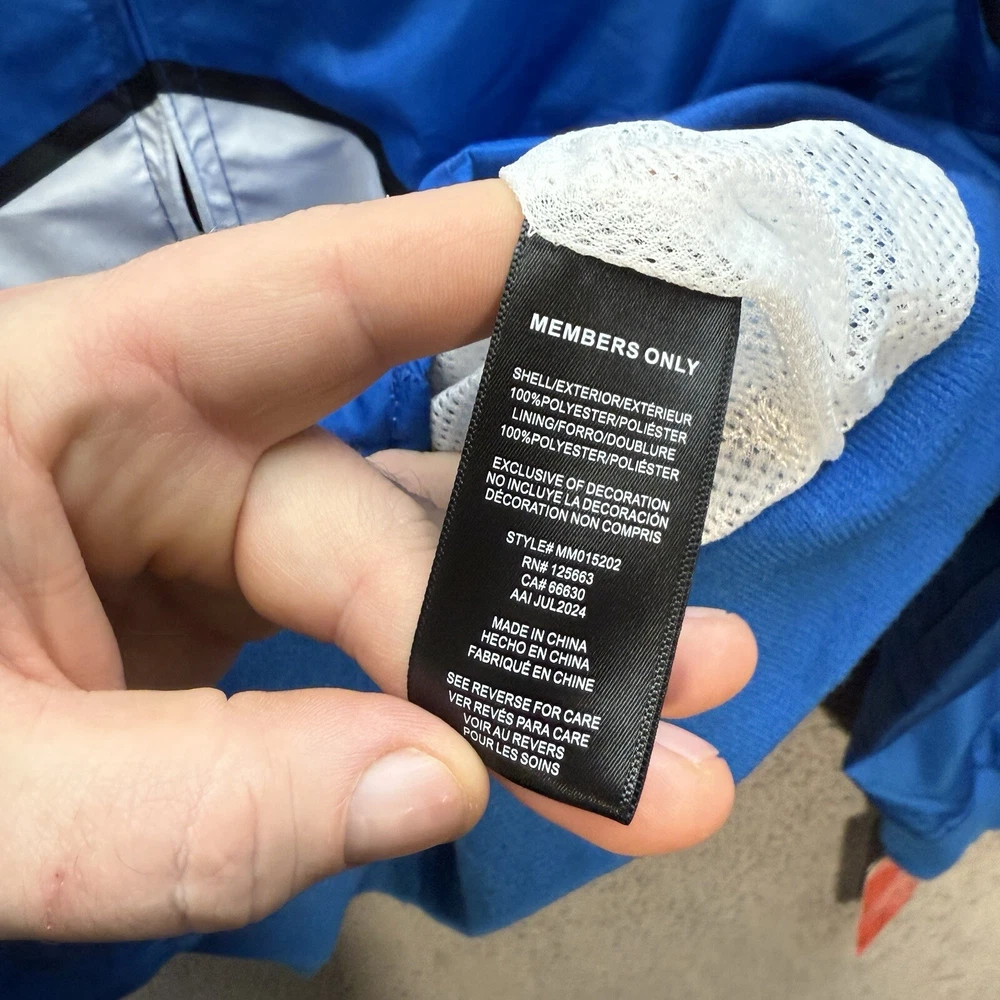 MEMBERS ONLY
SHELL/EXTERIOR/EXTÉRIEUR
100%POLYESTER/POLIÉSTER
LINING/FORRO/DOUBLURE
100%POLYESTER/POLIÉSTER
EXCLUSIVE OF DECORATION
NO INCLUYE LA DECORACIÓN
DÉCORATION NON COMPRIS
STYLE# MM015202
RN# 125663
CA# 66630
AAI JUL2024
MADE IN CHINA
HECHO EN CHINA
FABRIQUÉ EN CHINE
SEE REVERSE FOR CARE
VER REVÉS PARA CARE
VOIR AU REVERS
POUR LES SOINS